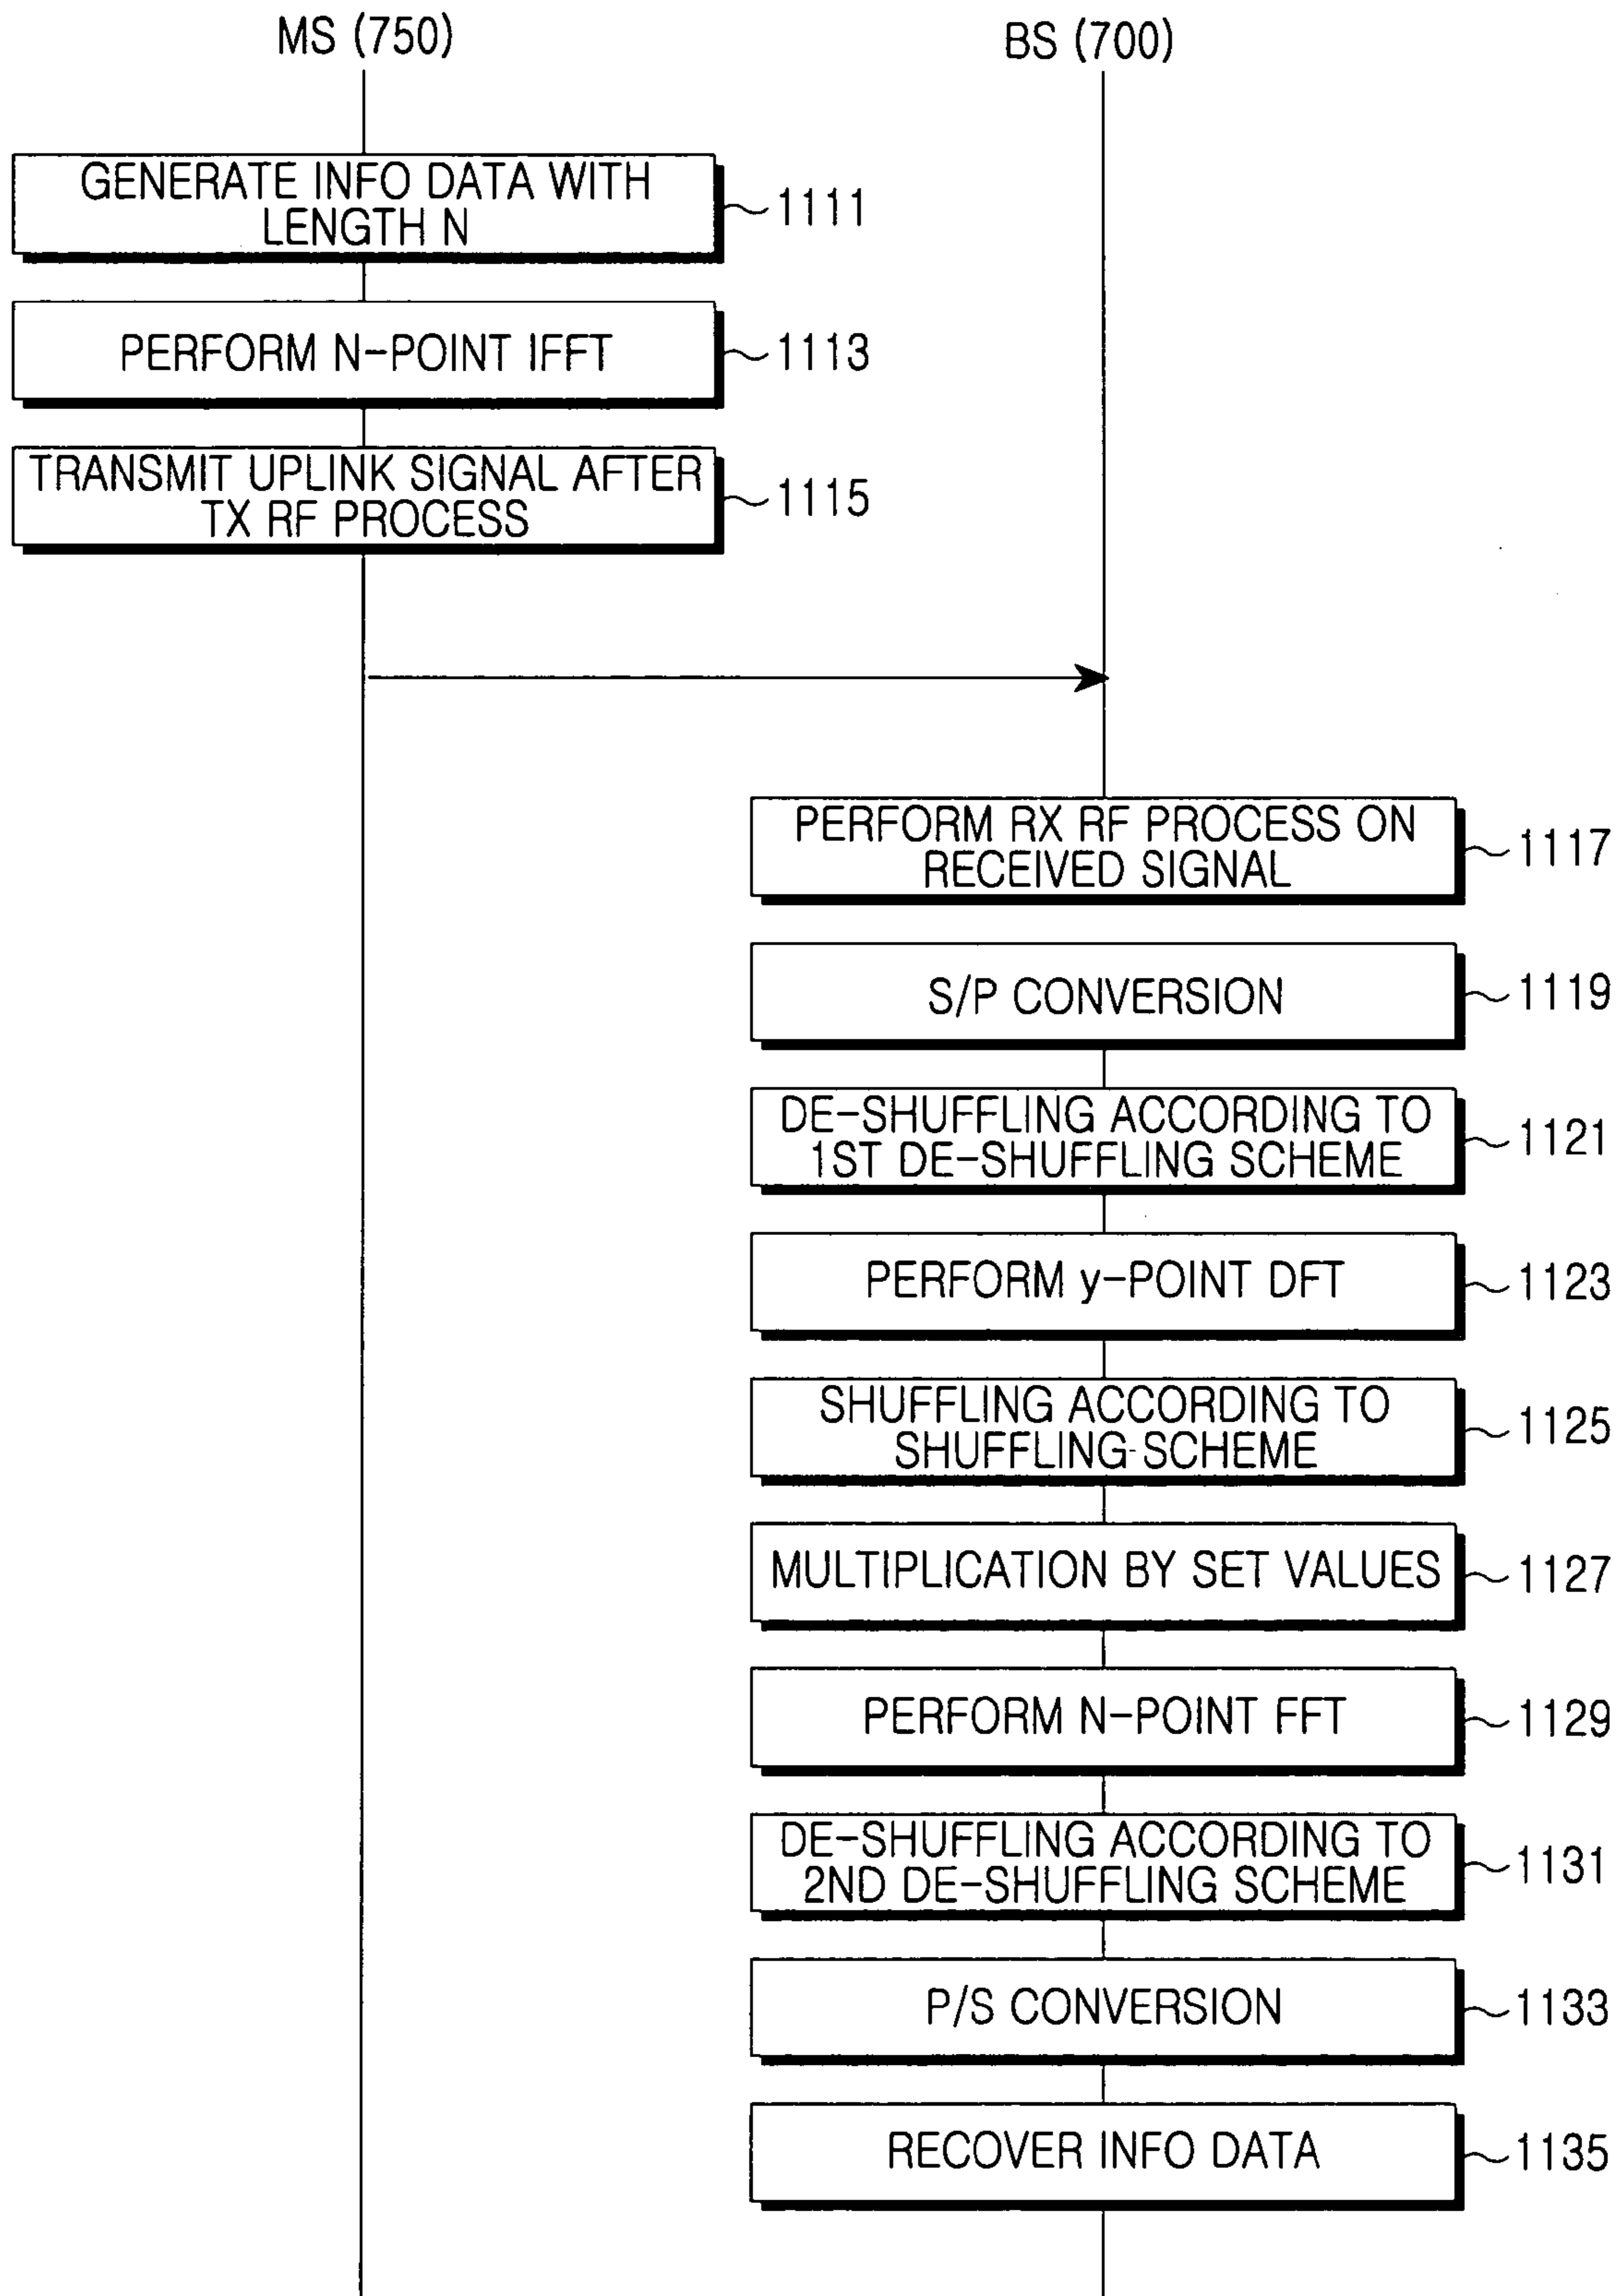 MS (750)
BS (700)
GENERATE INFO DATA WITH
LENGTH N
1111
PERFORM N-POINT IFFT
1113
TRANSMIT UPLINK SIGNAL AFTER
TX RF PROCESS
1115
PERFORM RX RF PROCESS ON
RECEIVED SIGNAL
1117
S/P CONVERSION
1119
DE-SHUFFLING ACCORDING TO
1ST DE-SHUFFLING SCHEME
1121
PERFORM y-POINT DFT
1123
SHUFFLING ACCORDING TO
SHUFFLING SCHEME
1125
MULTIPLICATION BY SET VALUES
1127
PERFORM N-POINT FFT
1129
DE-SHUFFLING ACCORDING TO
2ND DE-SHUFFLING SCHEME
1131
P/S CONVERSION
1133
RECOVER INFO DATA
1135